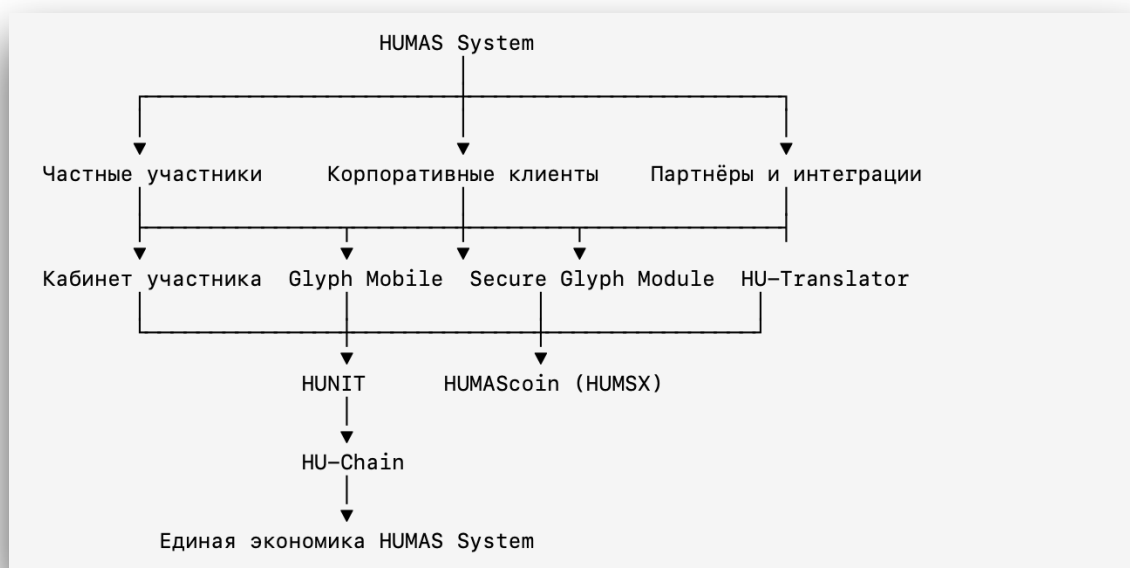 HUMAS System
Частные участники Корпоративные клиенты Партнёры и интеграции
Кабинет участника Glyph Mobile Secure Glyph Module HU-Translator
HUNIT HUMAScoin (HUMSX)
HU-Chain
Единая экономика HUMAS System